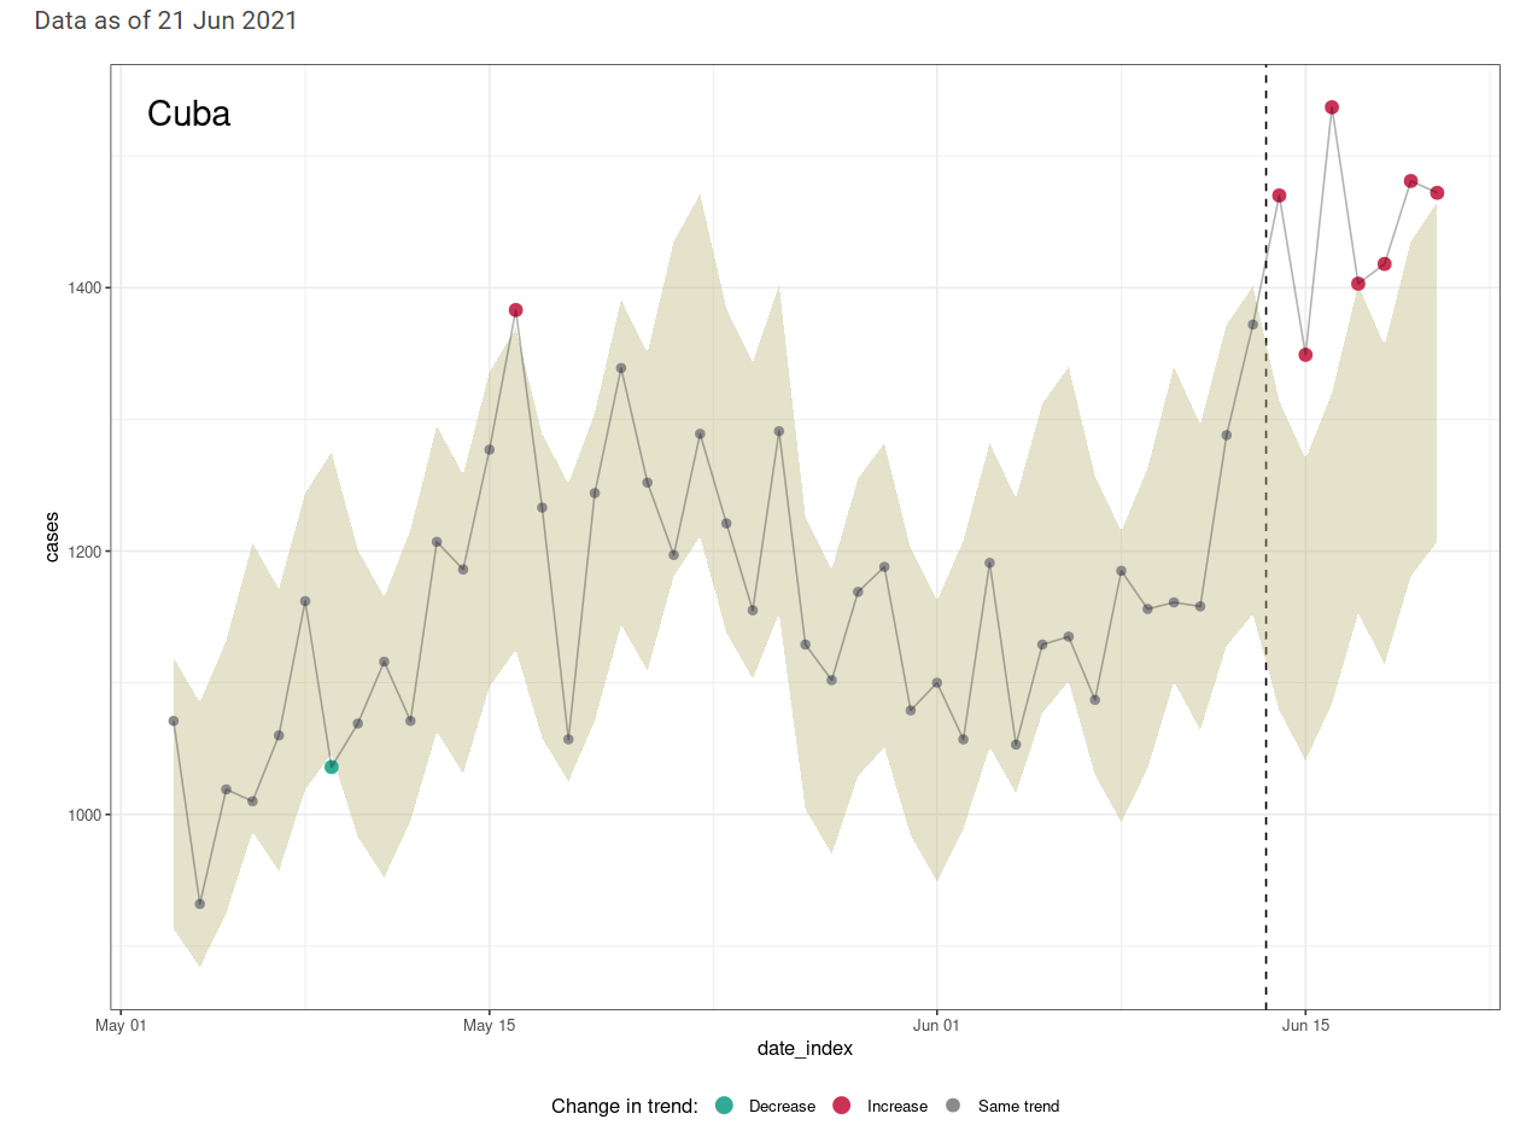 Data as of 21 Jun 2021
Cuba
1400
1200
1000
cases
May 01 May 15 Jun 01 Jun 15
date_index
Change in trend: Decrease Increase Same trend